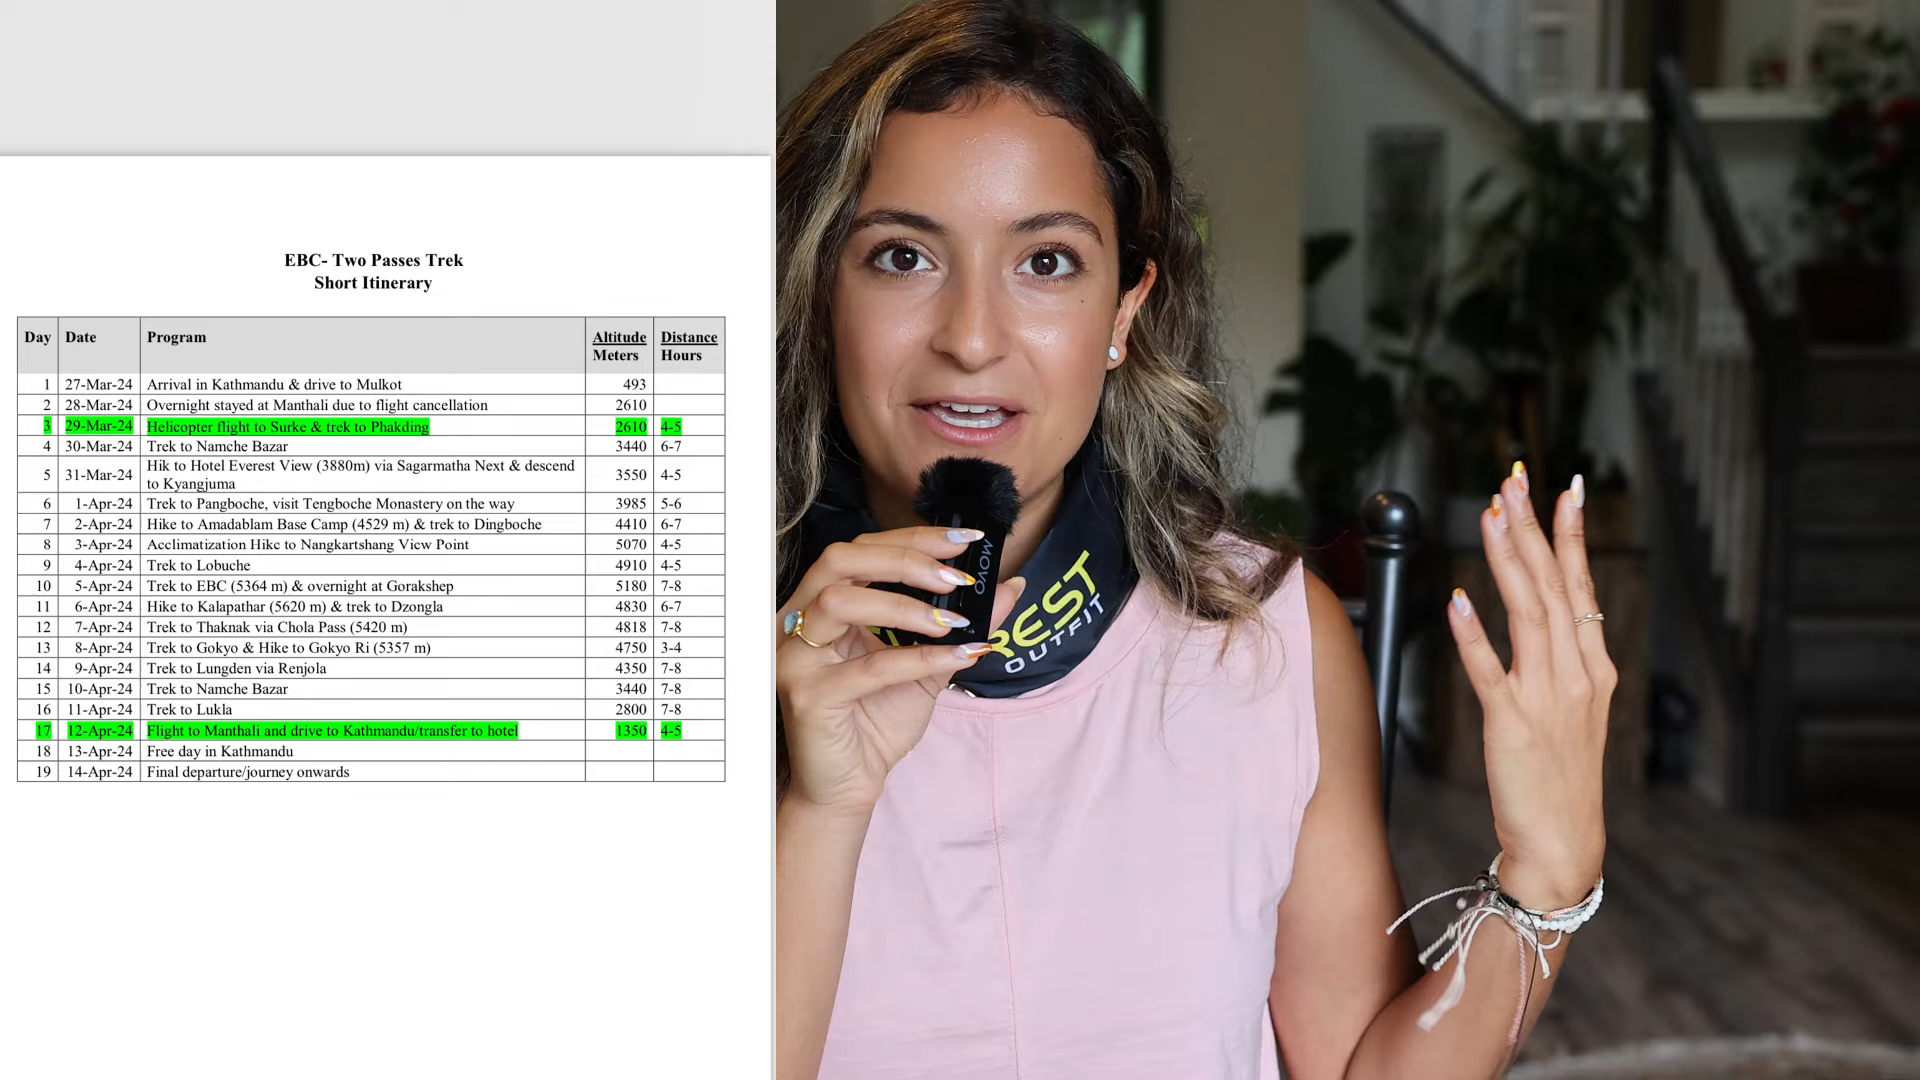 EBC- Two Passes Trek
Short Itinerary
Day Date Program Altitude Meters Distance Hours
1 27-Mar-24 Arrival in Kathmandu & drive to Mulkot 493
2 28-Mar-24 Overnight stayed at Manthali due to flight cancellation 2610
3 29-Mar-24 Helicopter flight to Surke & trek to Phakding 2610 4-5
4 30-Mar-24 Trek to Namche Bazar 3440 6-7
5 31-Mar-24 Hik to Hotel Everest View (3880m) via Sagarmatha Next & descend
to Kyangjuma 3550 4-5
6 1-Apr-24 Trek to Pangboche, visit Tengboche Monastery on the way 3985 5-6
7 2-Apr-24 Hike to Amadablam Base Camp (4529 m) & trek to Dingboche 4410 6-7
8 3-Apr-24 Acclimatization Hike to Nangkartshang View Point 5070 4-5
9 4-Apr-24 Trek to Lobuche 4910 4-5
10 5-Apr-24 Trek to EBC (5364 m) & overnight at Gorakshep 5180 7-8
11 6-Apr-24 Hike to Kalapathar (5620 m) & trek to Dzongla 4830 6-7
12 7-Apr-24 Trek to Thaknak via Chola Pass (5420 m) 4818 7-8
13 8-Apr-24 Trek to Gokyo & Hike to Gokyo Ri (5357 m) 4750 3-4
14 9-Apr-24 Trek to Lungden via Renjola 4350 7-8
15 10-Apr-24 Trek to Namche Bazar 3440 7-8
16 11-Apr-24 Trek to Lukla 2800 7-8
17 12-Apr-24 Flight to Manthali and drive to Kathmandu/transfer to hotel 1350 4-5
18 13-Apr-24 Free day in Kathmandu
19 14-Apr-24 Final departure/journey onwards
MOVO
REST
OUTFIT